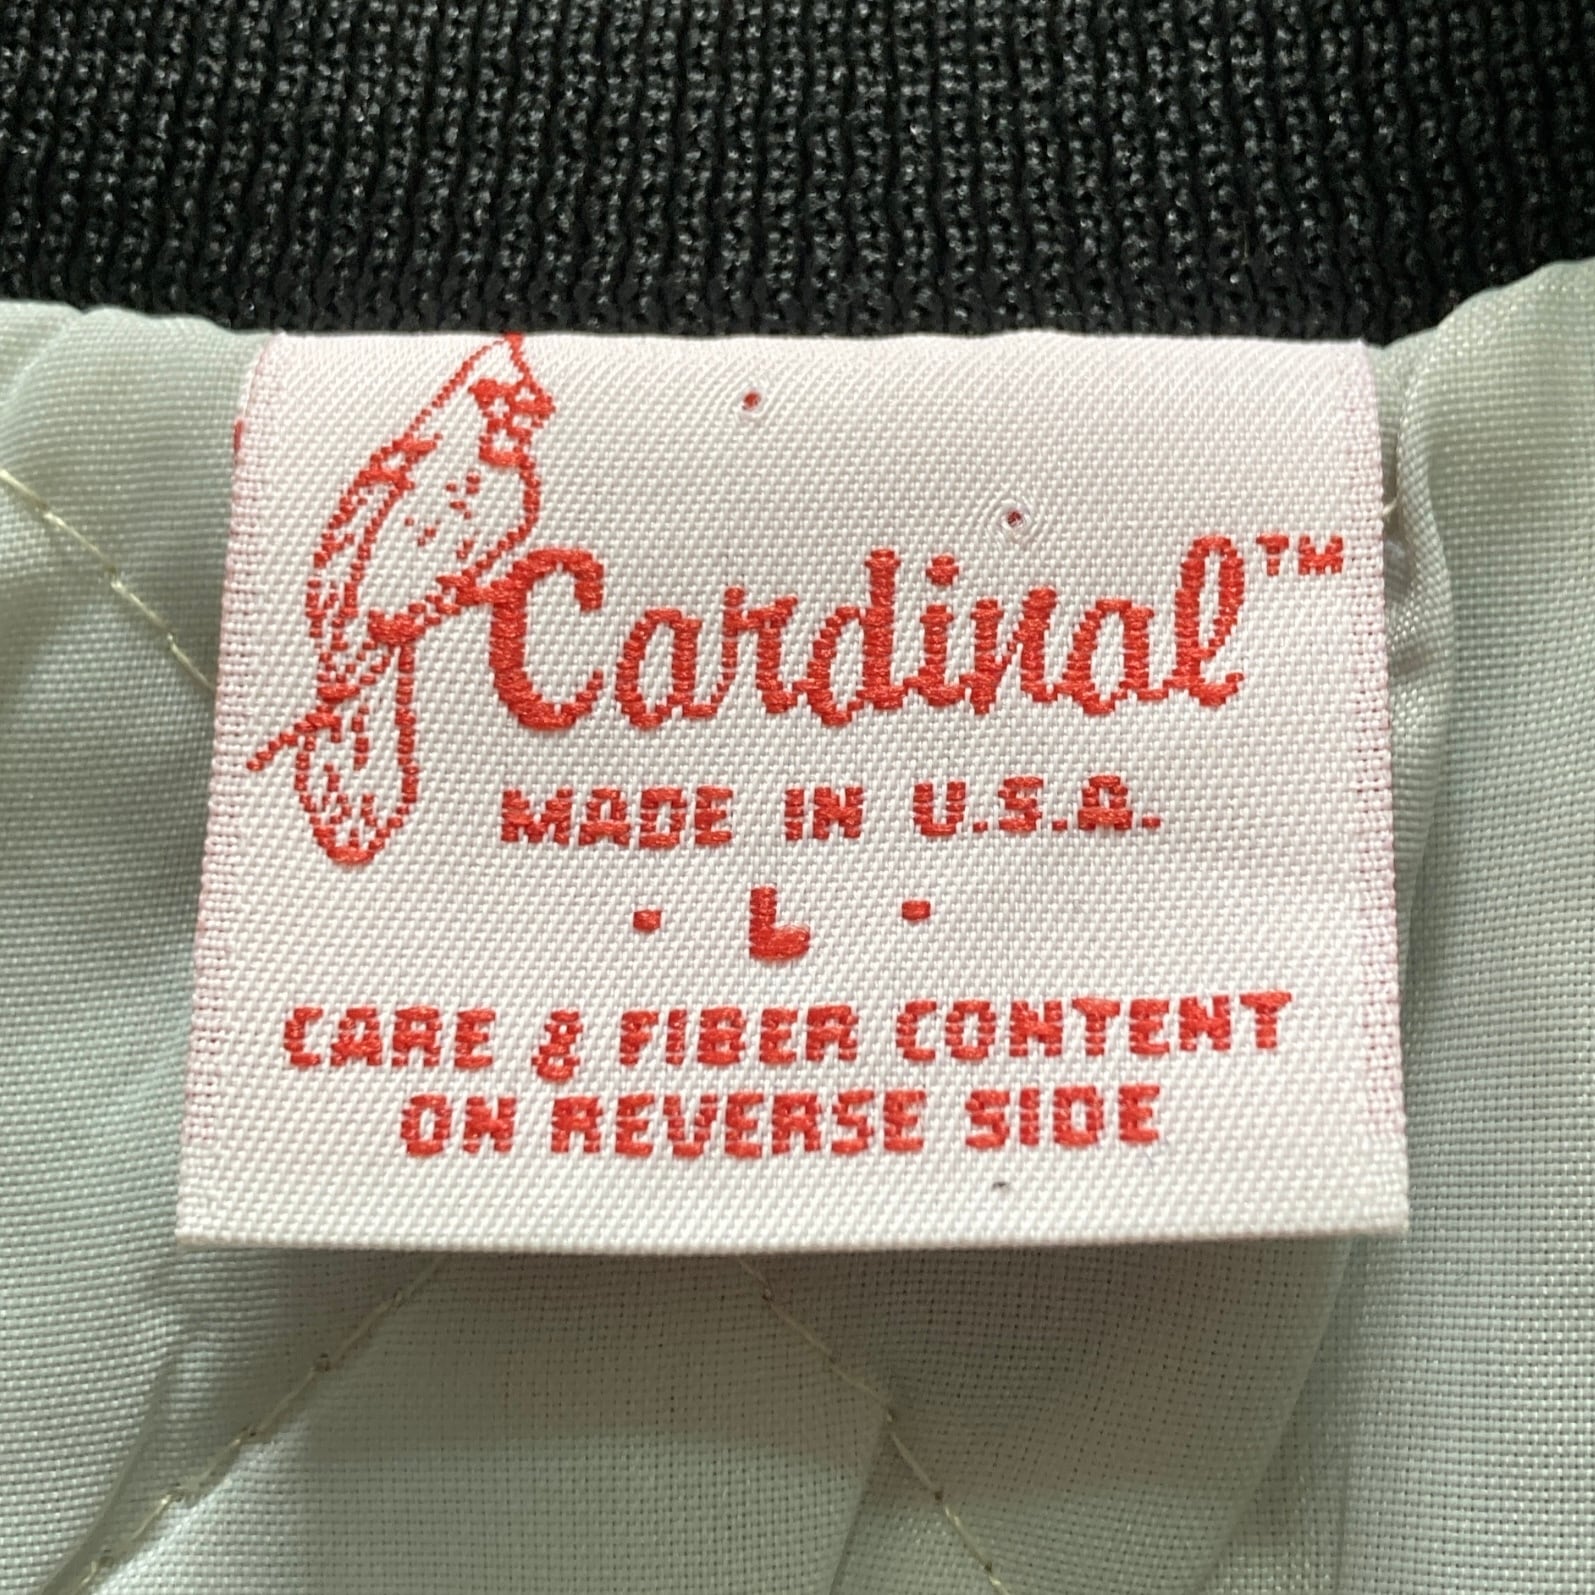 Cardinal™
MADE IN U.S.A.
· L ·
CARE & FIBER CONTENT
ON REVERSE SIDE